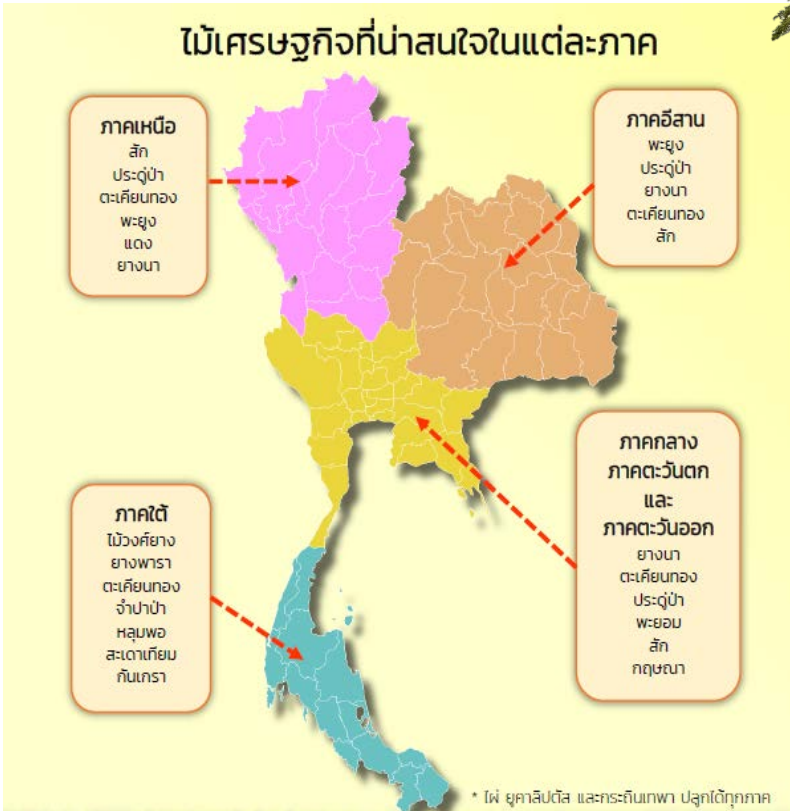 ไม้เศรษฐกิจที่น่าสนใจในแต่ละภาค
ภาคเหนือ
สัก
ประดู่ป่า
ตะเคียนทอง
พะยูง
แดง
ยางนา
ภาคอีสาน
พะยูง
ประดู่ป่า
ยางนา
ตะเคียนทอง
สัก
ภาคใต้
ไม้วงศ์ยาง
ยางพารา
ตะเคียนทอง
จำปาป่า
หลุมพอ
สะเดาเทียม
กันเกรา
ภาคกลาง
ภาคตะวันตก
และ
ภาคตะวันออก
ยางนา
ตะเคียนทอง
ประดู่ป่า
พะยอม
สัก
กฤษณา
* ไผ่ ยูคาลิปตัส และกระถินเทพา ปลูกได้ทุกภาค